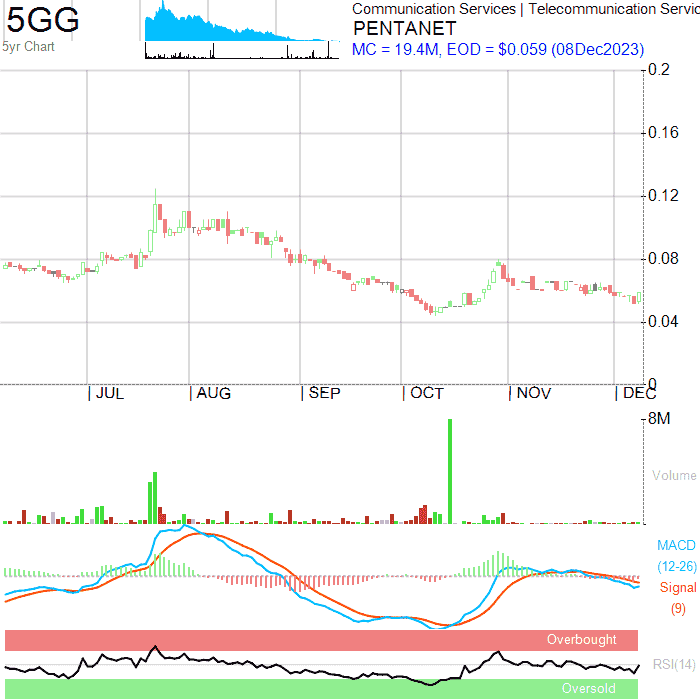 5GG
5yr Chart
Communication Services | Telecommunication Servic
PENTANET
MC = 19.4M, EOD = $0.059 (08Dec2023)
0.2
0.16
0.12
0.08
0.04
0
| JUL | AUG | SEP | OCT | NOV | DEC
8M
Volume
MACD
(12-26)
Signal
(9)
Overbought
RSI(14)
Oversold